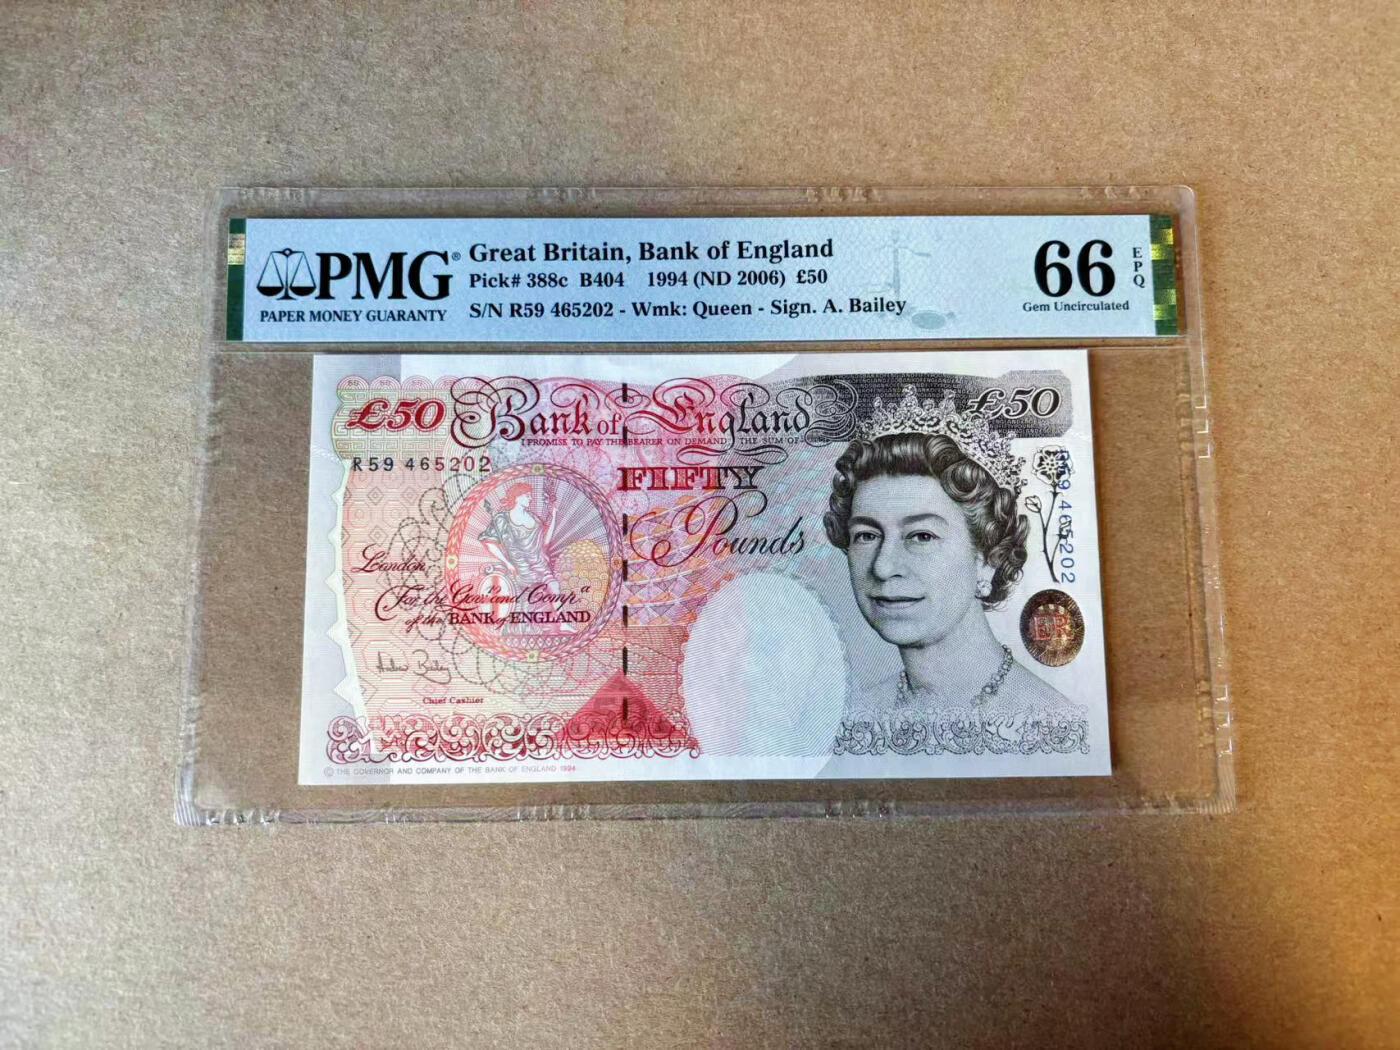 PMG®
PAPER MONEY GUARANTY
Great Britain, Bank of England
Pick# 388c B404 1994 (ND 2006) £50
S/N R59 465202 - Wmk: Queen - Sign. A. Bailey
66
EPQ
Gem Uncirculated
£50
Bank of England
£50
I PROMISE TO PAY THE BEARER ON DEMAND THE SUM OF
R59 465202
FIFTY
Pounds
R59 465202
London,
For the Govr. and Compa.
of the BANK of ENGLAND
Andrew Bailey
Chief Cashier
© THE GOVERNOR AND COMPANY OF THE BANK OF ENGLAND 1994